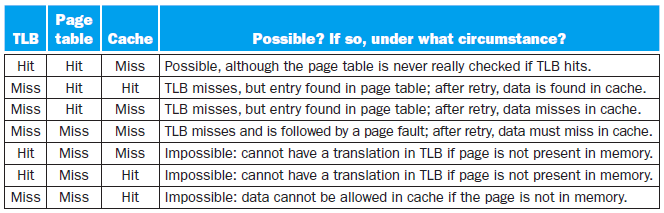 TLB Page table Cache Possible? If so, under what circumstance?
Hit Hit Miss Possible, although the page table is never really checked if TLB hits.
Miss Hit Hit TLB misses, but entry found in page table; after retry, data is found in cache.
Miss Hit Miss TLB misses, but entry found in page table; after retry, data misses in cache.
Miss Miss Miss TLB misses and is followed by a page fault; after retry, data must miss in cache.
Hit Miss Miss Impossible: cannot have a translation in TLB if page is not present in memory.
Hit Miss Hit Impossible: cannot have a translation in TLB if page is not present in memory.
Miss Miss Hit Impossible: data cannot be allowed in cache if the page is not in memory.